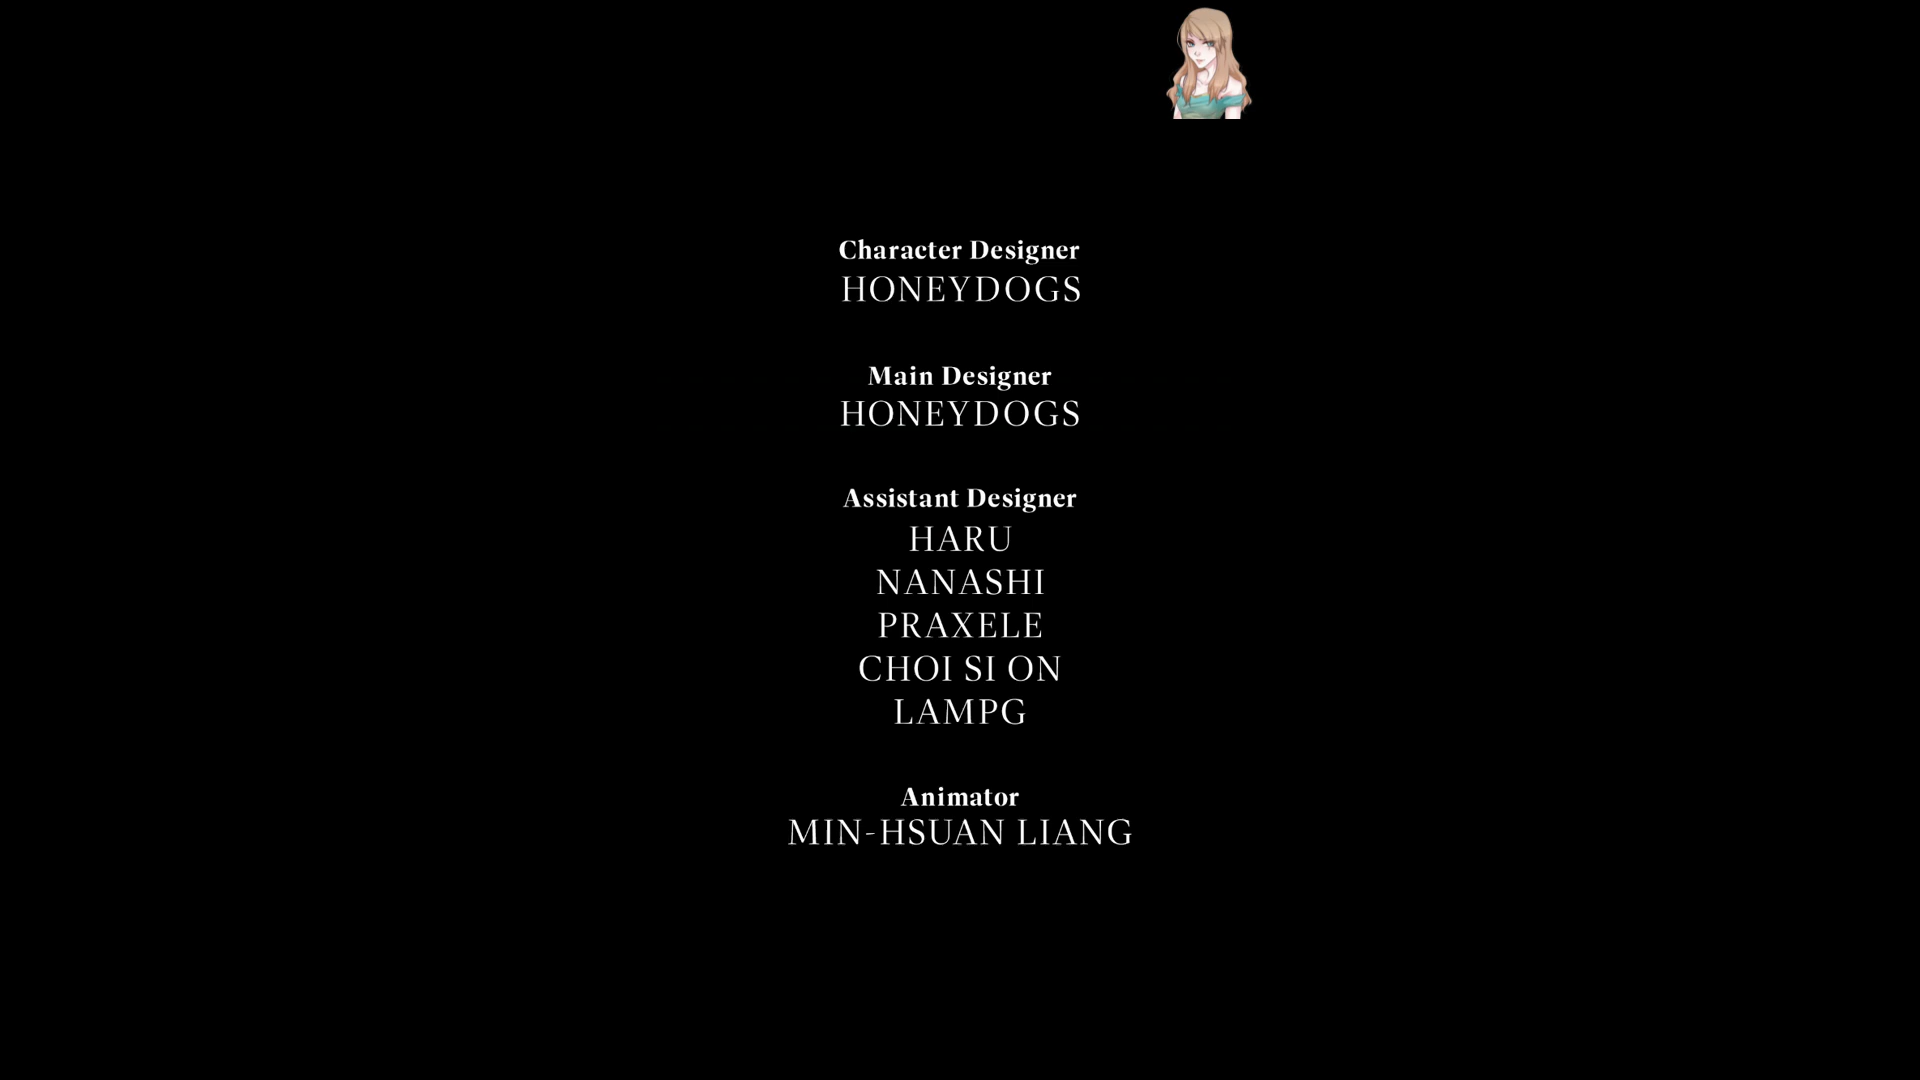 Character Designer
HONEYDOGS
Main Designer
HONEYDOGS
Assistant Designer
HARU
NANASHI
PRAXELE
CHOI SI ON
LAMPG
Animator
MIN-HSUAN LIANG